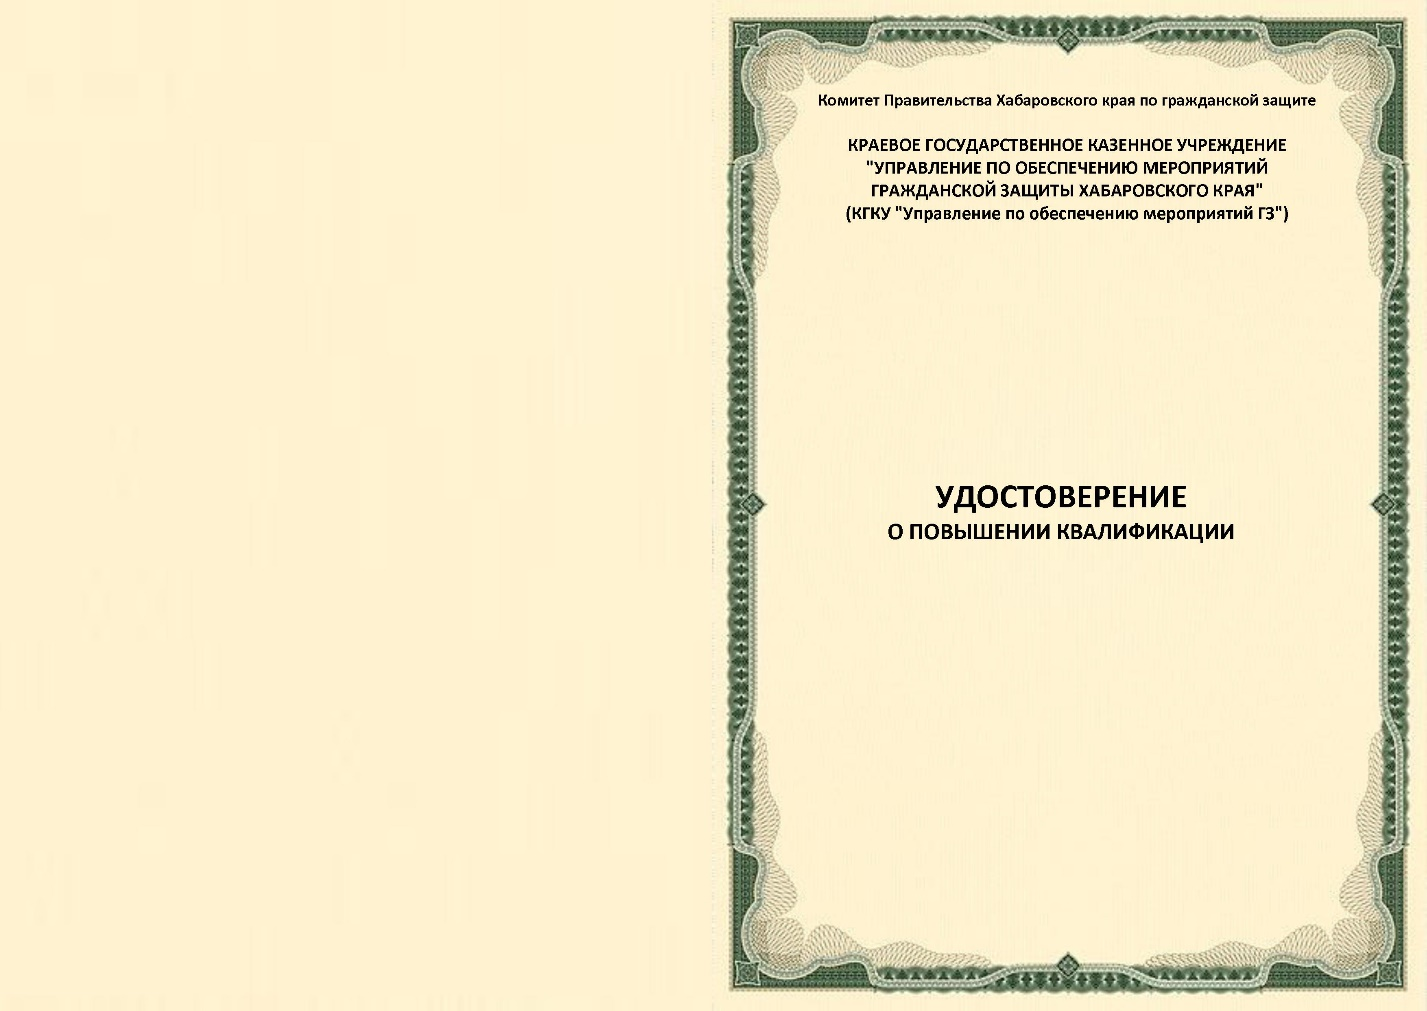 Комитет Правительства Хабаровского края по гражданской защите
КРАЕВОЕ ГОСУДАРСТВЕННОЕ КАЗЕННОЕ УЧРЕЖДЕНИЕ
"УПРАВЛЕНИЕ ПО ОБЕСПЕЧЕНИЮ МЕРОПРИЯТИЙ
ГРАЖДАНСКОЙ ЗАЩИТЫ ХАБАРОВСКОГО КРАЯ"
(КГКУ "Управление по обеспечению мероприятий ГЗ")
УДОСТОВЕРЕНИЕ
О ПОВЫШЕНИИ КВАЛИФИКАЦИИ